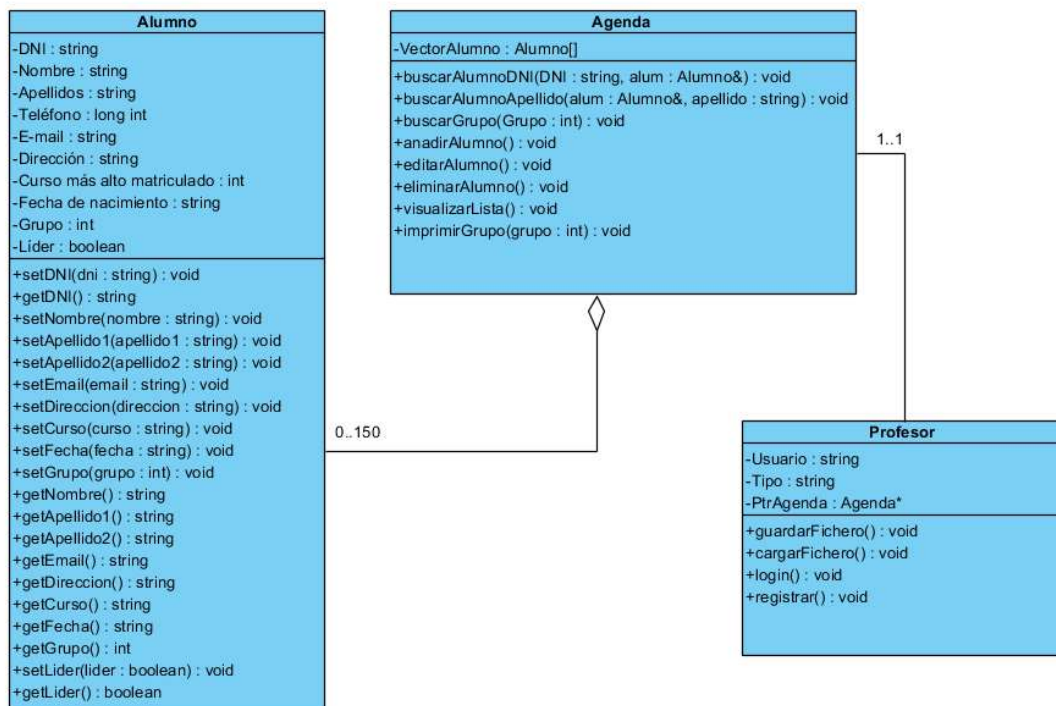 Alumno
-DNI : string
-Nombre : string
-Apellidos : string
-Teléfono : long int
-E-mail : string
-Dirección : string
-Curso más alto matriculado : int
-Fecha de nacimiento : string
-Grupo : int
-Líder : boolean
+setDNI(dni : string) : void
+getDNI() : string
+setNombre(nombre : string) : void
+setApellido1(apellido1 : string) : void
+setApellido2(apellido2 : string) : void
+setEmail(email : string) : void
+setDireccion(direccion : string) : void
+setCurso(curso : string) : void
+setFecha(fecha : string) : void
+setGrupo(grupo : int) : void
+getNombre() : string
+getApellido1() : string
+getApellido2() : string
+getEmail() : string
+getDireccion() : string
+getCurso() : string
+getFecha() : string
+getGrupo() : int
+setLider(lider : boolean) : void
+getLider() : boolean
Agenda
-VectorAlumno : Alumno[]
+buscarAlumnoDNI(DNI : string, alum : Alumno&) : void
+buscarAlumnoApellido(alum : Alumno&, apellido : string) : void
+buscarGrupo(Grupo : int) : void
+anadirAlumno() : void
+editarAlumno() : void
+eliminarAlumno() : void
+visualizarLista() : void
+imprimirGrupo(grupo : int) : void
1..1
0..150
Profesor
-Usuario : string
-Tipo : string
-PtrAgenda : Agenda*
+guardarFichero() : void
+cargarFichero() : void
+login() : void
+registrar() : void